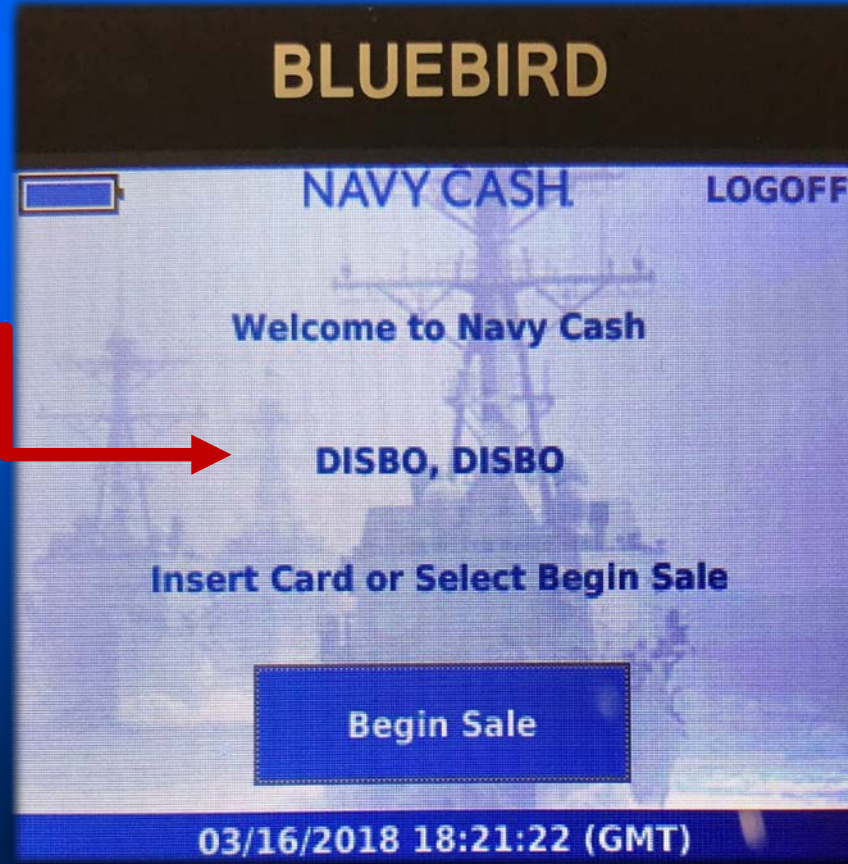 BLUEBIRD
NAVY CASH
LOGOFF
Welcome to Navy Cash
DISBO, DISBO
Insert Card or Select Begin Sale
Begin Sale
03/16/2018 18:21:22 (GMT)